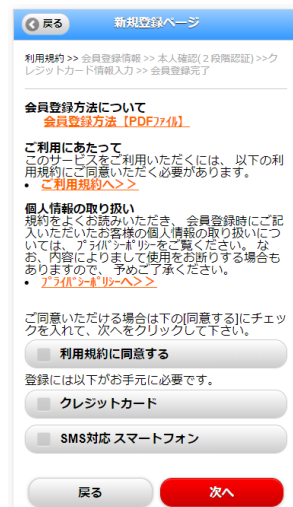 戻る
新規登録ページ
利用規約 >> 会員登録情報 >> 本人確認(２段階認証) >>ク
レジットカード情報入力 >> 会員登録完了
会員登録方法について
会員登録方法【PDFﾌｧｲﾙ】
ご利用にあたって
このサービスをご利用いただくには、 以下の利
用規約にご同意いただく必要があります。
• ご利用規約へ>>
個人情報の取り扱い
規約をよくお読みいただき、 会員登録時にご記
入いただいたお客様の個人情報の取り扱いにつ
いては、 ﾌﾟﾗｲﾊﾞｼｰﾎﾟﾘｼｰをご覧ください。 な
お、内容によりまして使用をお断りする場合も
ありますので、 予めご了承ください。
• ﾌﾟﾗｲﾊﾞｼｰﾎﾟﾘｼｰへ>>
ご同意いただける場合は下の[同意する]にチェッ
クを入れて、次へをクリックして下さい。
利用規約に同意する
登録には以下がお手元に必要です。
クレジットカード
SMS対応 スマートフォン
戻る
次へ